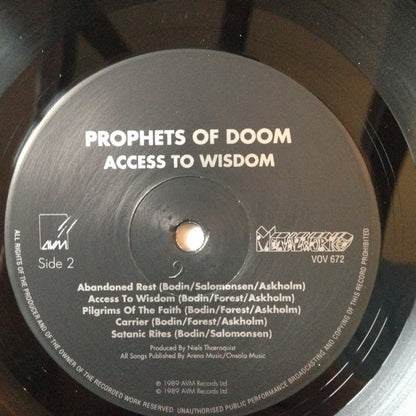 PROPHETS OF DOOM
ACCESS TO WISDOM
AVM
Side 2
METALWORKS
VOV 672
Abandoned Rest (Bodin/Salomonsen/Askholm)
Access To Wisdom (Bodin/Forest/Askholm)
Pilgrims Of The Faith (Bodin/Forest/Askholm)
Carrier (Bodin/Forest/Askholm)
Satanic Rites (Bodin/Salomonsen)
Produced By Niels Thœrnquist
All Songs Published By Areno Music/Onsala Music
℗ 1989 AVM Records Ltd
© 1989 AVM Records Ltd
ALL RIGHTS OF THE PRODUCER AND OF THE OWNER OF THE RECORDED WORK RESERVED. UNAUTHORISED PUBLIC PERFORMANCE BROADCASTING AND COPYING OF THIS RECORD PROHIBITED